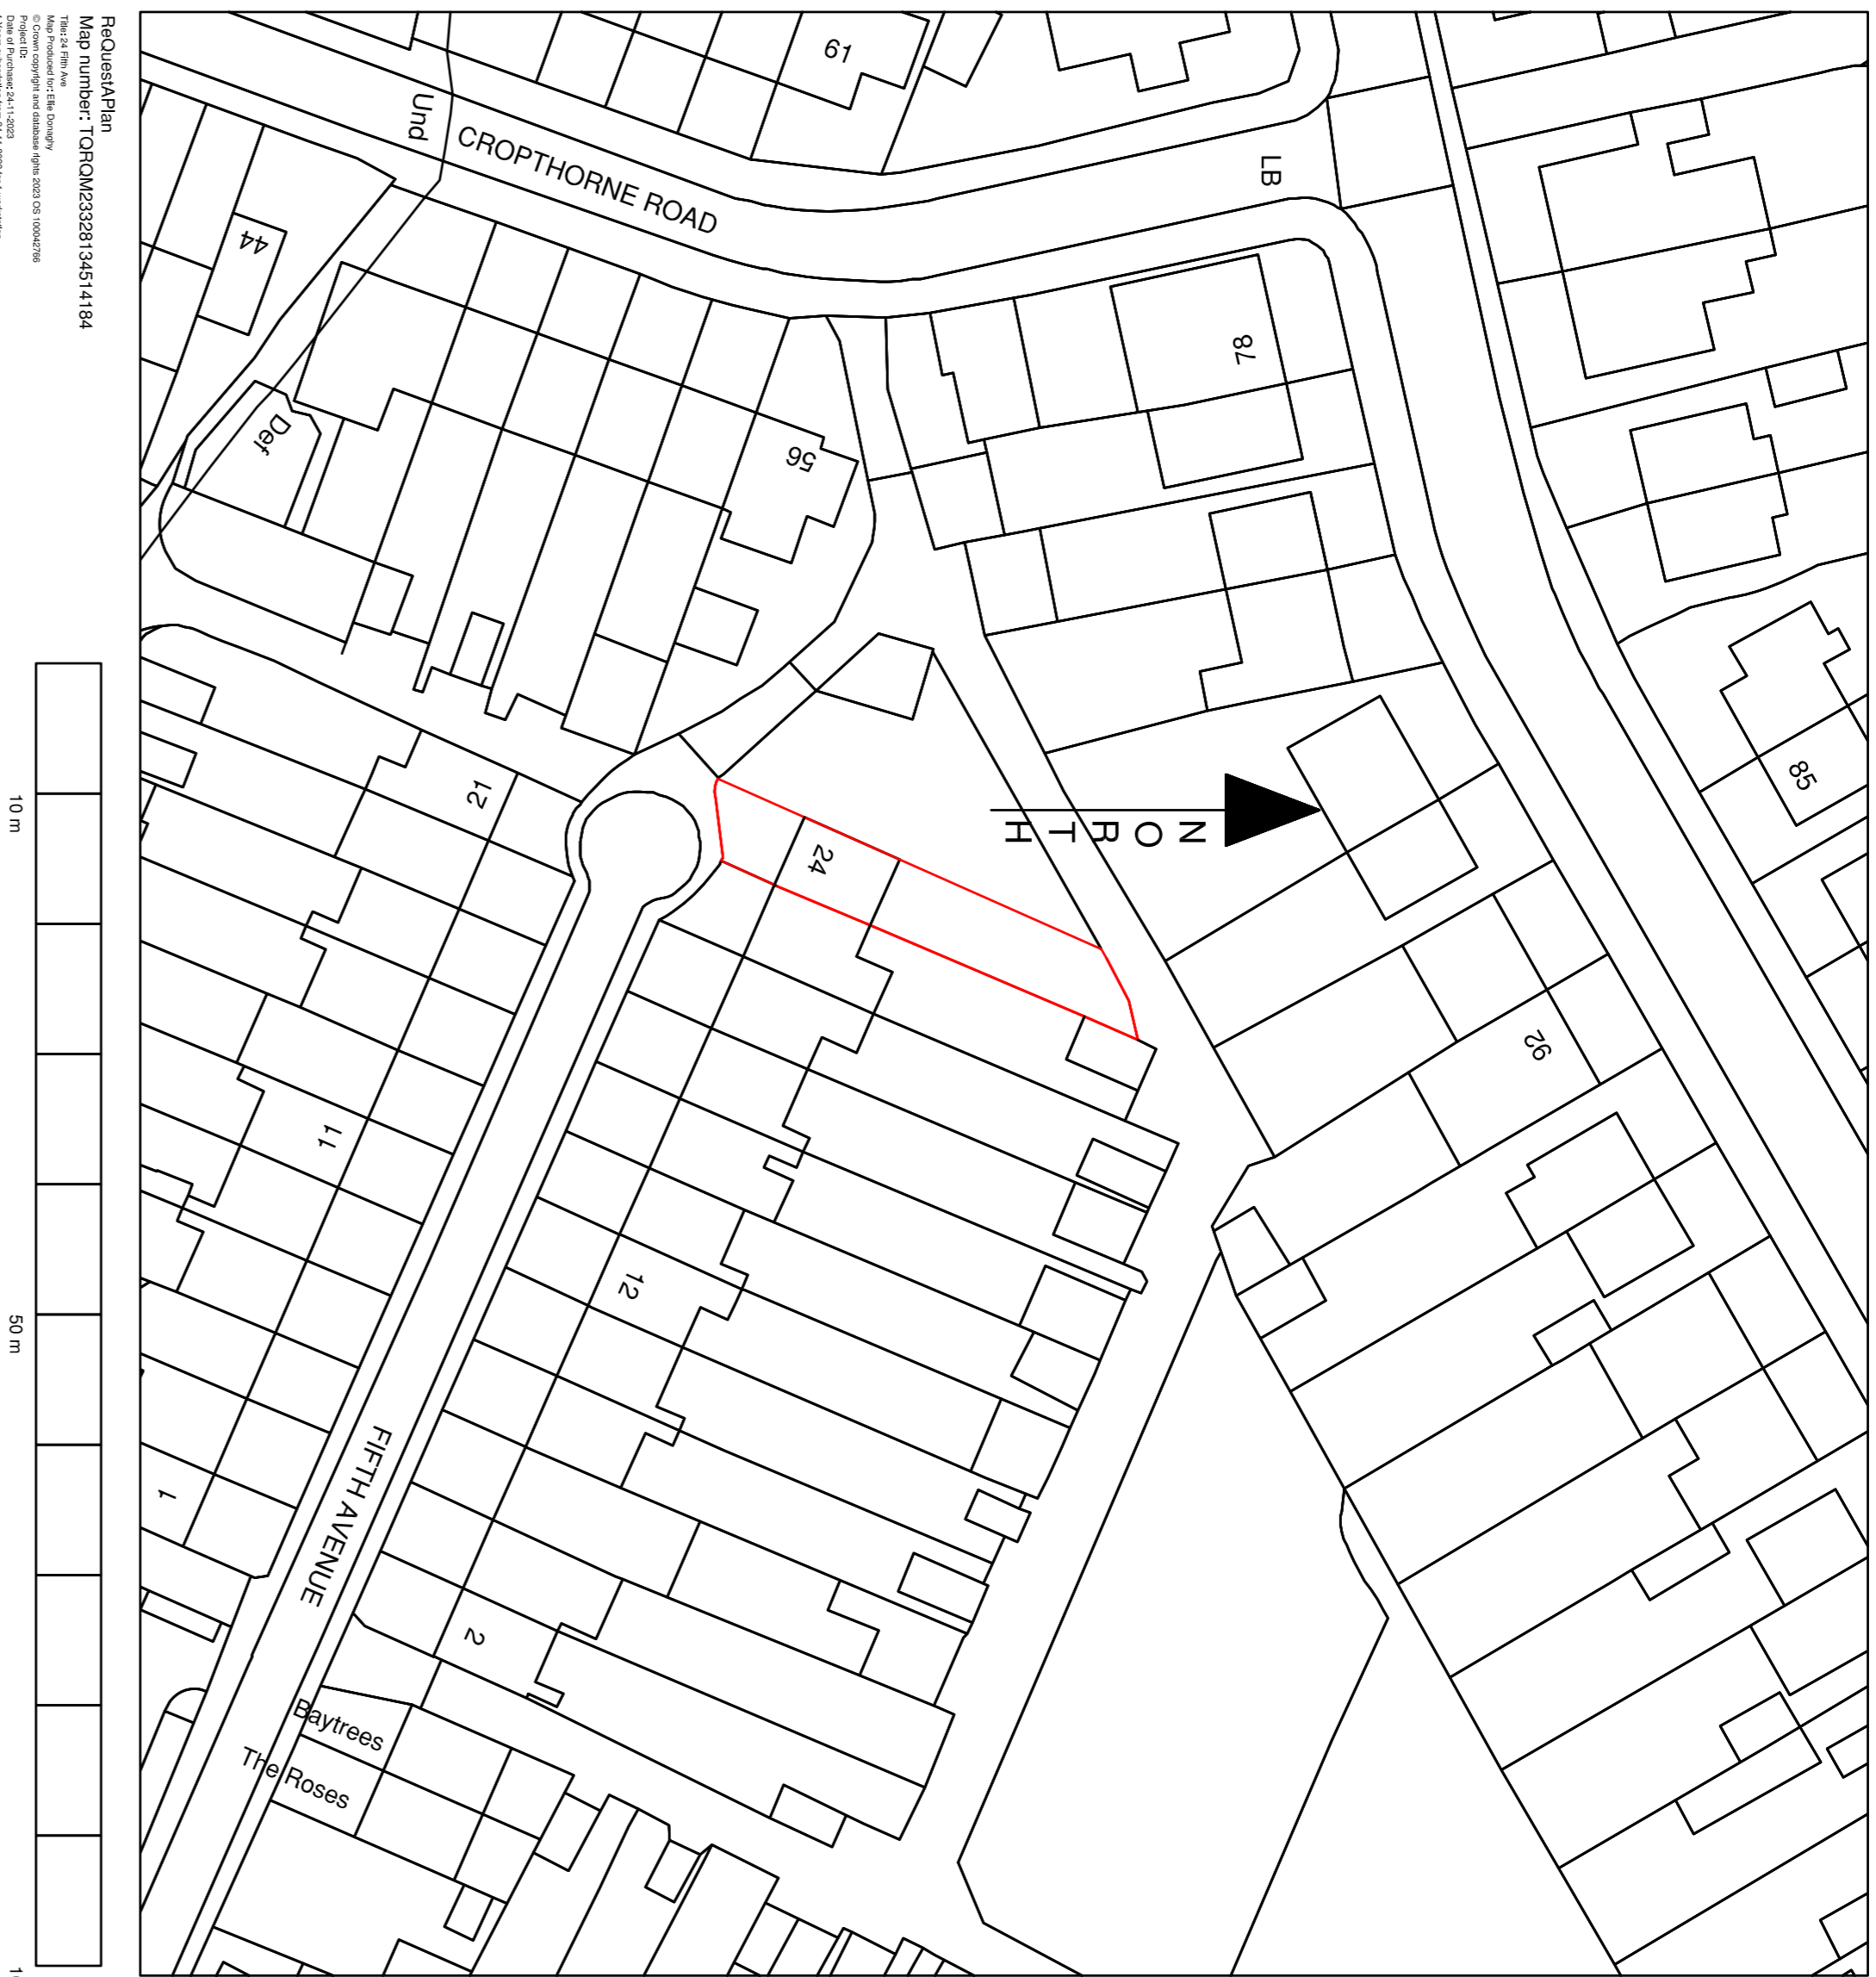 ReQuestAPlan
Map number: TQRQM23328134514184
Title: 24 Fifth Ave
Map Produced for: Ellie Donaghy
© Crown copyright and database rights 2023 OS 100042766
Project ID:
Date of Purchase: 24-11-2023
10 m
50 m
61
Und
CROPTHORNE ROAD
LB
44
78
Def
56
21
24
NORTH
85
92
11
12
1
FIFTH AVENUE
2
Baytrees
The Roses